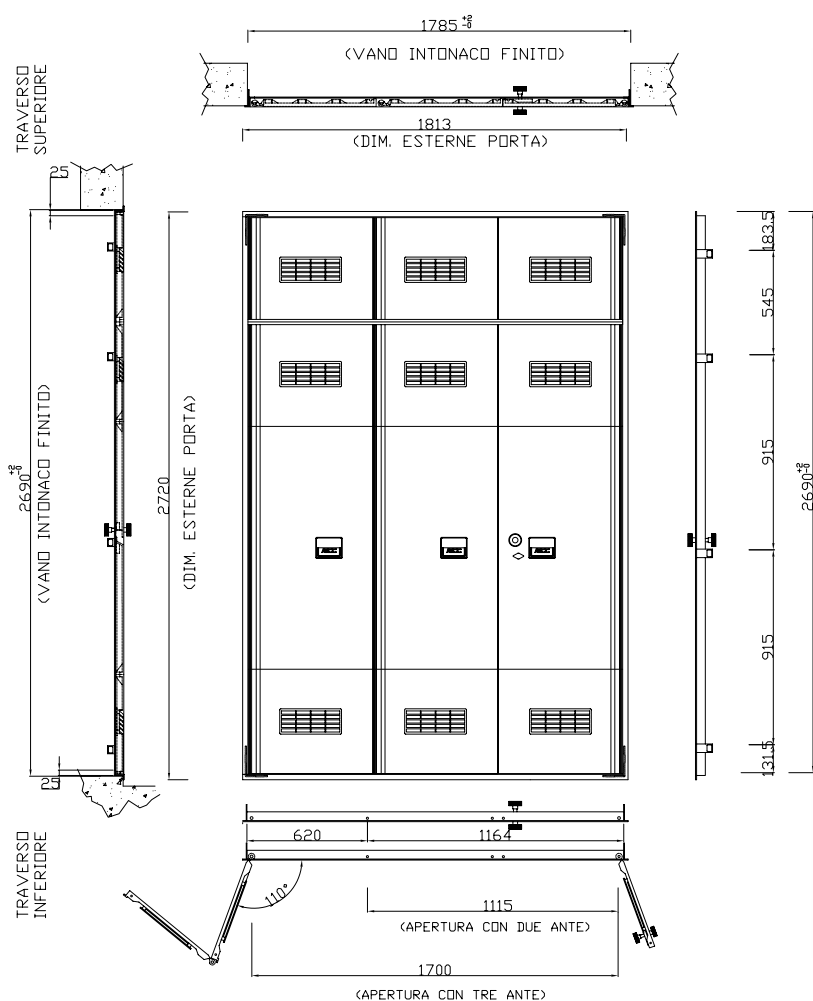 1785 +2 -0
(VANO INTONACO FINITO)
TRAVERSO
SUPERIORE
1813
(DIM. ESTERNE PORTA)
25
2690 +2 -0
(VANO INTONACO FINITO)
2720
(DIM. ESTERNE PORTA)
183.5
545
915
915
131.5
2690 +2 -0
25
TRAVERSO
INFERIORE
620
1164
110°
1115
(APERTURA CON DUE ANTE)
1700
(APERTURA CON TRE ANTE)